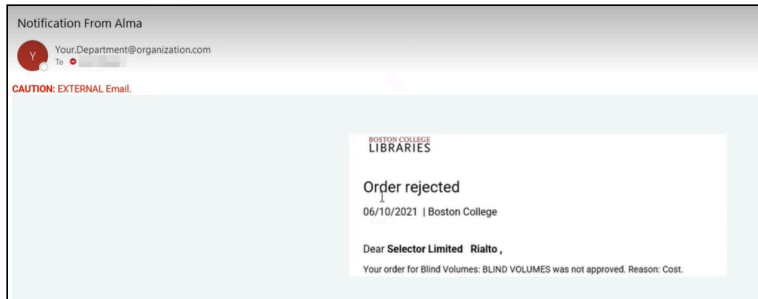 Notification From Alma
Y
Your.Department@organization.com
To
CAUTION: EXTERNAL Email.
BOSTON COLLEGE
LIBRARIES
Order rejected
06/10/2021 | Boston College
Dear Selector Limited Rialto ,
Your order for Blind Volumes: BLIND VOLUMES was not approved. Reason: Cost.